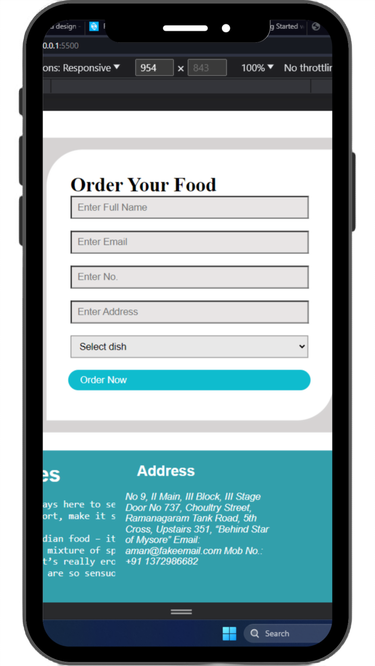 a design
g Started
0.0.1:5500
ons: Responsive 954 × 843 100% No throttlin
Order Your Food
Enter Full Name
Enter Email
Enter No.
Enter Address
Select dish
Order Now
es
Address
ays here to se
ort, make it s
dian food – it
mixture of sp
t's really erc
are so sensuc
No 9, II Main, III Block, III Stage
Door No 737, Choultry Street,
Ramanagaram Tank Road, 5th
Cross, Upstairs 351, "Behind Star
of Mysore" Email:
aman@fakeemail.com Mob No.:
+91 1372986682
Search